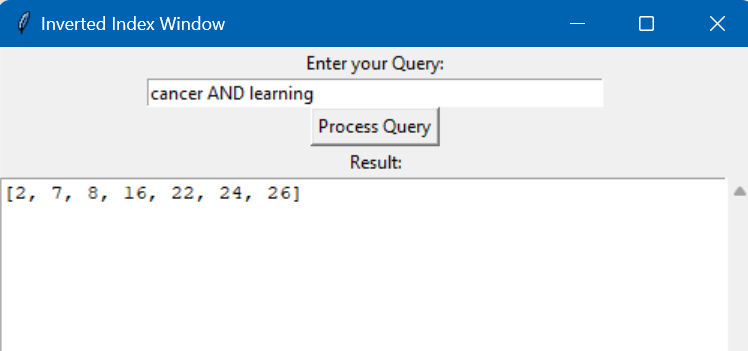 Inverted Index Window
Enter your Query:
cancer AND learning
Process Query
Result:
[2, 7, 8, 16, 22, 24, 26]